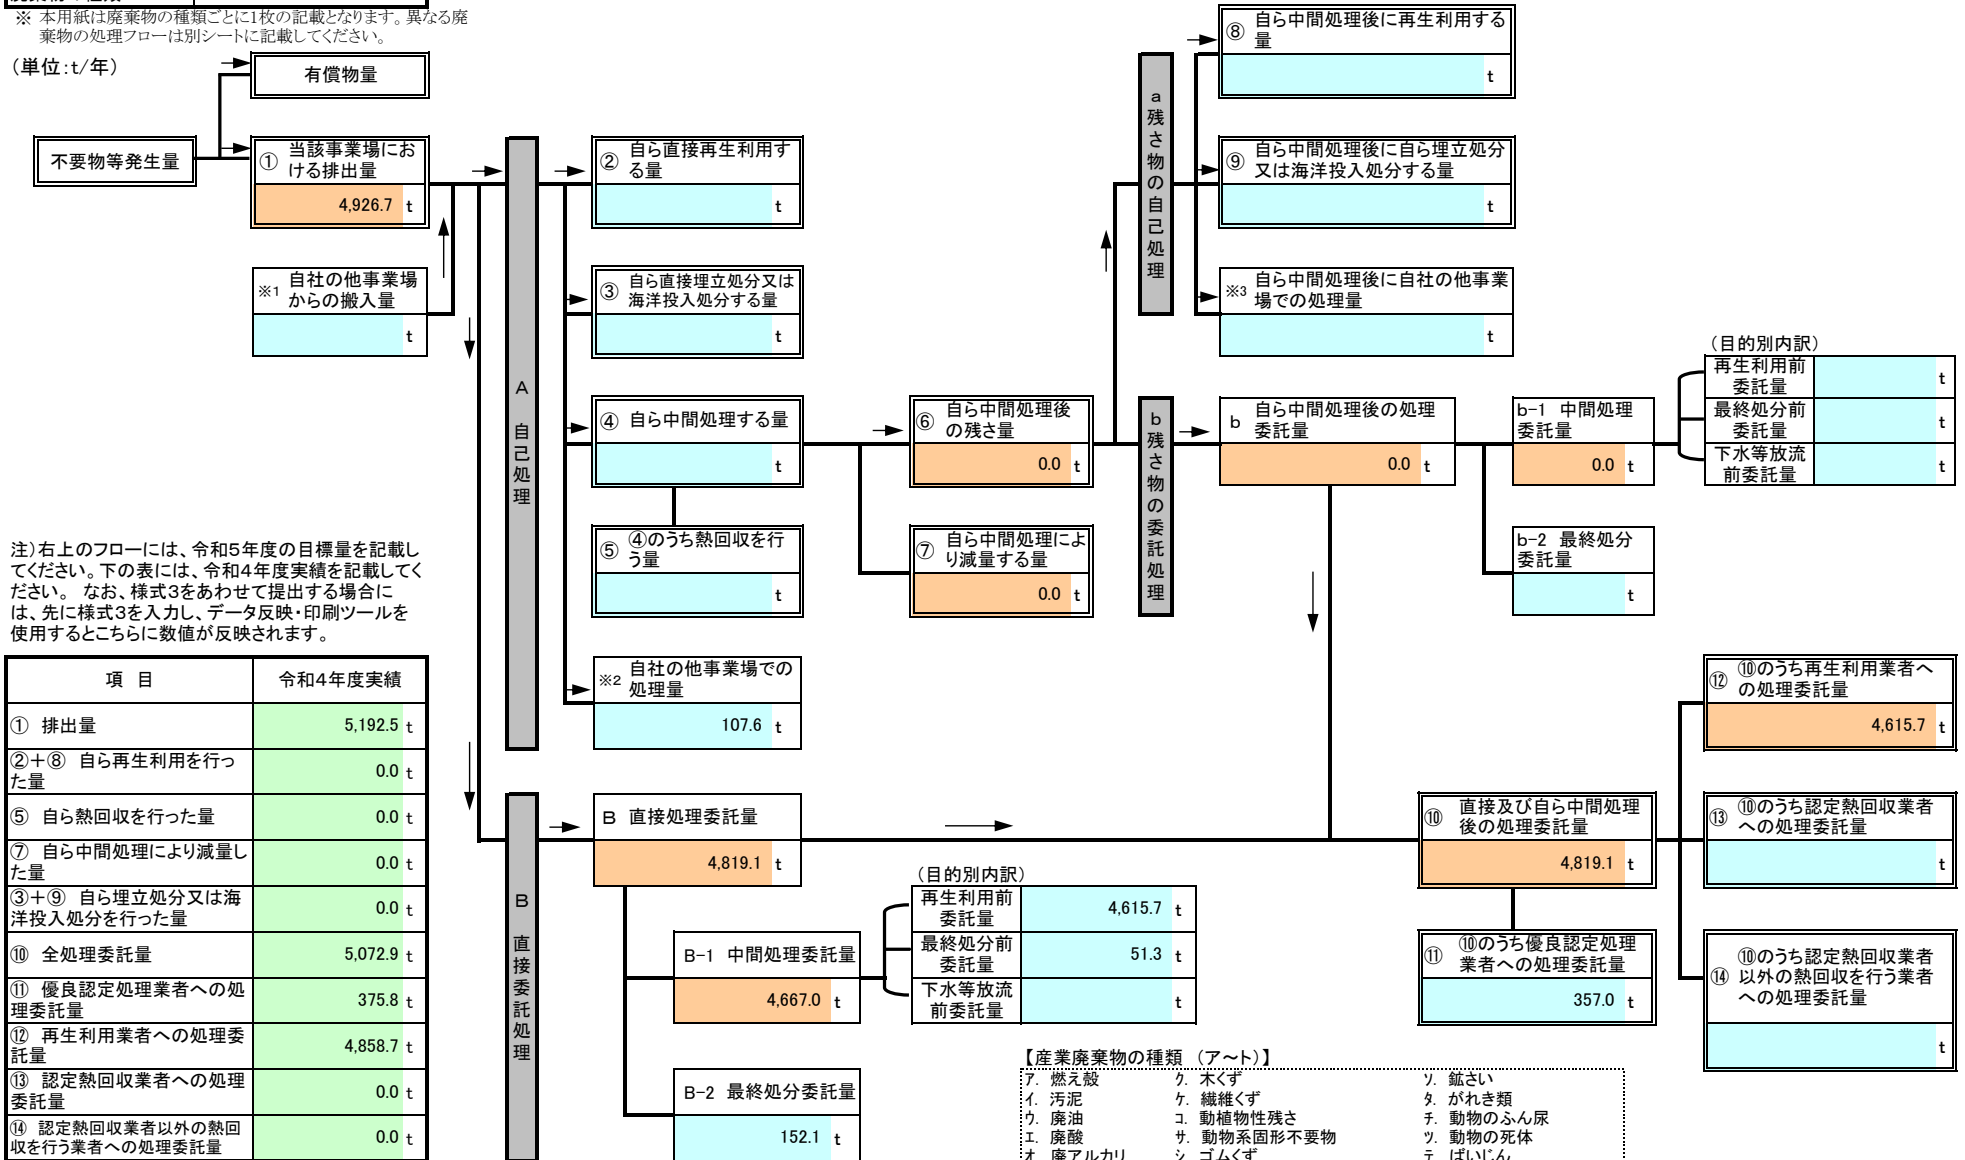 ※ 本用紙は廃棄物の種類ごとに1枚の記載となります。異なる廃
棄物の処理フローは別シートに記載してください。
(単位：t/年)
有償物量
不要物等発生量
① 当該事業場にお
ける排出量
4,926.7 t
※1 自社の他事業場
からの搬入量
t
A 自己処理
② 自ら直接再生利用す
る量
t
③ 自ら直接埋立処分又は
海洋投入処分する量
t
④ 自ら中間処理する量
t
⑤ ④のうち熱回収を行
う量
t
※2 自社の他事業場での
処理量
107.6 t
⑥ 自ら中間処理後
の残さ量
0.0 t
⑦ 自ら中間処理によ
り減量する量
0.0 t
a 残さ物の自己処理
⑧ 自ら中間処理後に再生利用する
量
t
⑨ 自ら中間処理後に自ら埋立処分
又は海洋投入処分する量
t
※3 自ら中間処理後に自社の他事業
場での処理量
t
b 残さ物の委託処理
b 自ら中間処理後の処理
委託量
0.0 t
b-1 中間処理
委託量
0.0 t
(目的別内訳)
再生利用前
委託量
t
最終処分前
委託量
t
下水等放流
前委託量
t
b-2 最終処分
委託量
t
注)右上のフローには、令和5年度の目標量を記載し
てください。下の表には、令和4年度実績を記載してく
ださい。 なお、様式3をあわせて提出する場合に
は、先に様式3を入力し、データ反映・印刷ツールを
使用するとこちらに数値が反映されます。
項 目 令和4年度実績
① 排出量 5,192.5 t
②＋⑧ 自ら再生利用を行っ
た量 0.0 t
⑤ 自ら熱回収を行った量 0.0 t
⑦ 自ら中間処理により減量し
た量 0.0 t
③＋⑨ 自ら埋立処分又は海
洋投入処分を行った量 0.0 t
⑩ 全処理委託量 5,072.9 t
⑪ 優良認定処理業者への処
理委託量 375.8 t
⑫ 再生利用業者への処理委
託量 4,858.7 t
⑬ 認定熱回収業者への処理
委託量 0.0 t
⑭ 認定熱回収業者以外の熱回
収を行う業者への処理委託量 0.0 t
B 直接委託処理
B 直接処理委託量
4,819.1 t
B-1 中間処理委託量
4,667.0 t
B-2 最終処分委託量
152.1 t
(目的別内訳)
再生利用前
委託量
4,615.7 t
最終処分前
委託量
51.3 t
下水等放流
前委託量
t
⑩ 直接及び自ら中間処理
後の処理委託量
4,819.1 t
⑪ ⑩のうち優良認定処理
業者への処理委託量
357.0 t
⑫ ⑩のうち再生利用業者へ
の処理委託量
4,615.7 t
⑬ ⑩のうち認定熱回収業者
への処理委託量
t
⑭ ⑩のうち認定熱回収業者
以外の熱回収を行う業者
への処理委託量
t
【産業廃棄物の種類 (ア～ト)】
ア. 燃え殻 ク. 木くず ソ. 鉱さい
イ. 汚泥 ケ. 繊維くず タ. がれき類
ウ. 廃油 コ. 動植物性残さ チ. 動物のふん尿
エ. 廃酸 サ. 動物系固形不要物 ツ. 動物の死体
オ. 廃アルカリ シ. ゴムくず テ. ばいじん